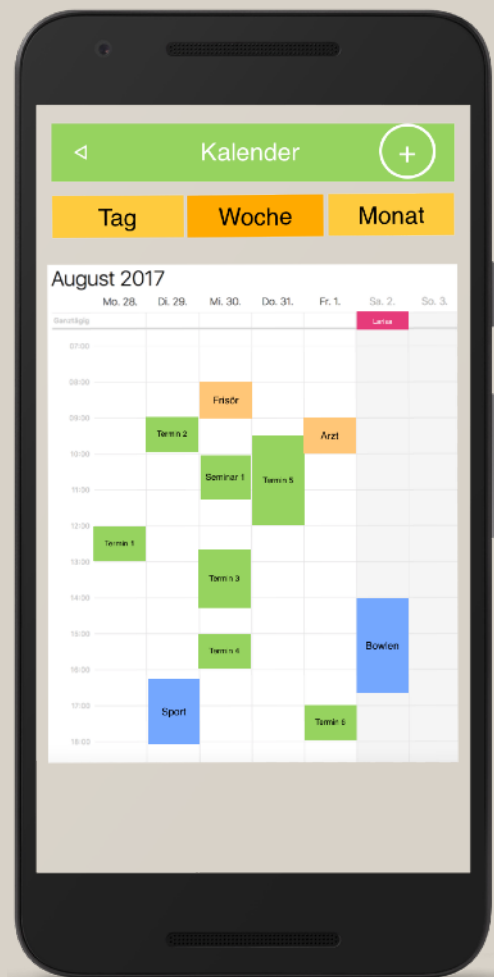 Kalender
+
Tag Woche Monat
August 2017
Mo. 28. Di. 29. Mi. 30. Do. 31. Fr. 1. Sa. 2. So. 3.
Ganztägig Larisa
07:00
08:00
Frisör
09:00
Termin 2 Arzt
10:00
Seminar 1 Termin 5
11:00
12:00
Termin 1
13:00
Termin 3
14:00
15:00
Termin 4 Bowlen
16:00
17:00
Sport Termin 6
18:00